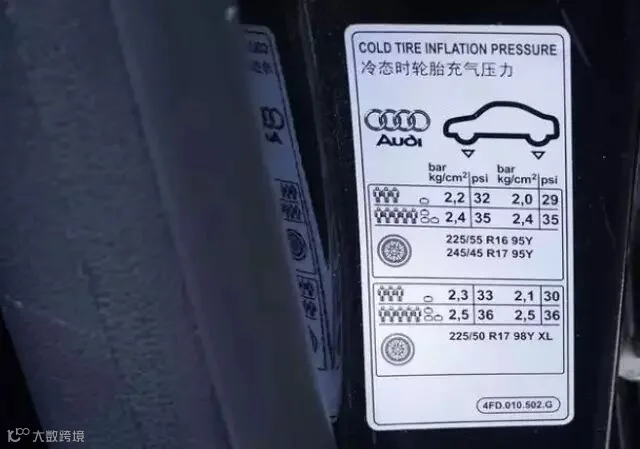 COLD TIRE INFLATION PRESSURE
冷态时轮胎充气压力
Audi
bar
kg/cm² psi
bar
kg/cm² psi
2,2 32 2,0 29
2,4 35 2,4 35
225/55 R16 95Y
245/45 R17 95Y
2,3 33 2,1 30
2,5 36 2,5 36
225/50 R17 98Y XL
4FD.010.502.G
大数跨境